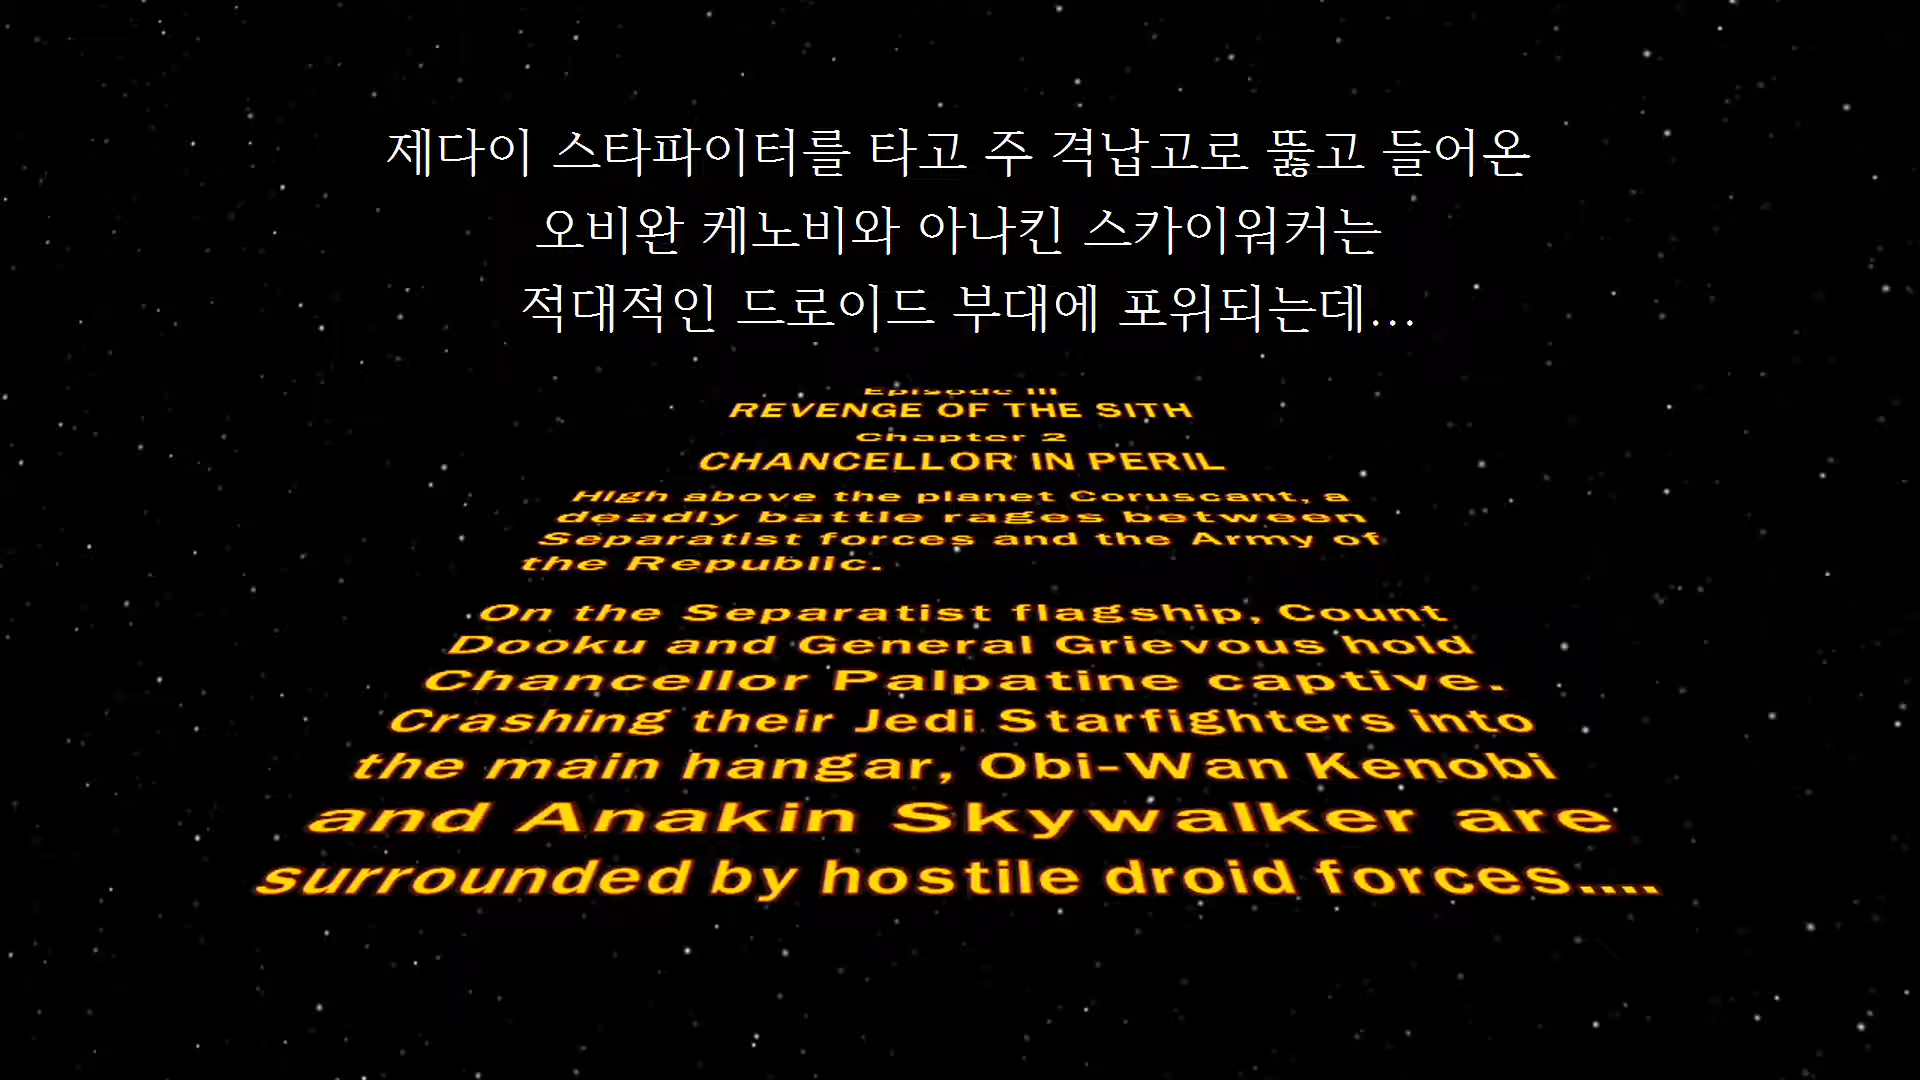 제다이 스타파이터를 타고 주 격납고로 뚫고 들어온
오비완 케노비와 아나킨 스카이워커는
적대적인 드로이드 부대에 포위되는데...
Episode III
REVENGE OF THE SITH
Chapter 2
CHANCELLOR IN PERIL
High above the planet Coruscant, a
deadly battle rages between
Separatist forces and the Army of
the Republic.
On the Separatist flagship, Count
Dooku and General Grievous hold
Chancellor Palpatine captive.
Crashing their Jedi Starfighters into
the main hangar, Obi-Wan Kenobi
and Anakin Skywalker are
surrounded by hostile droid forces....